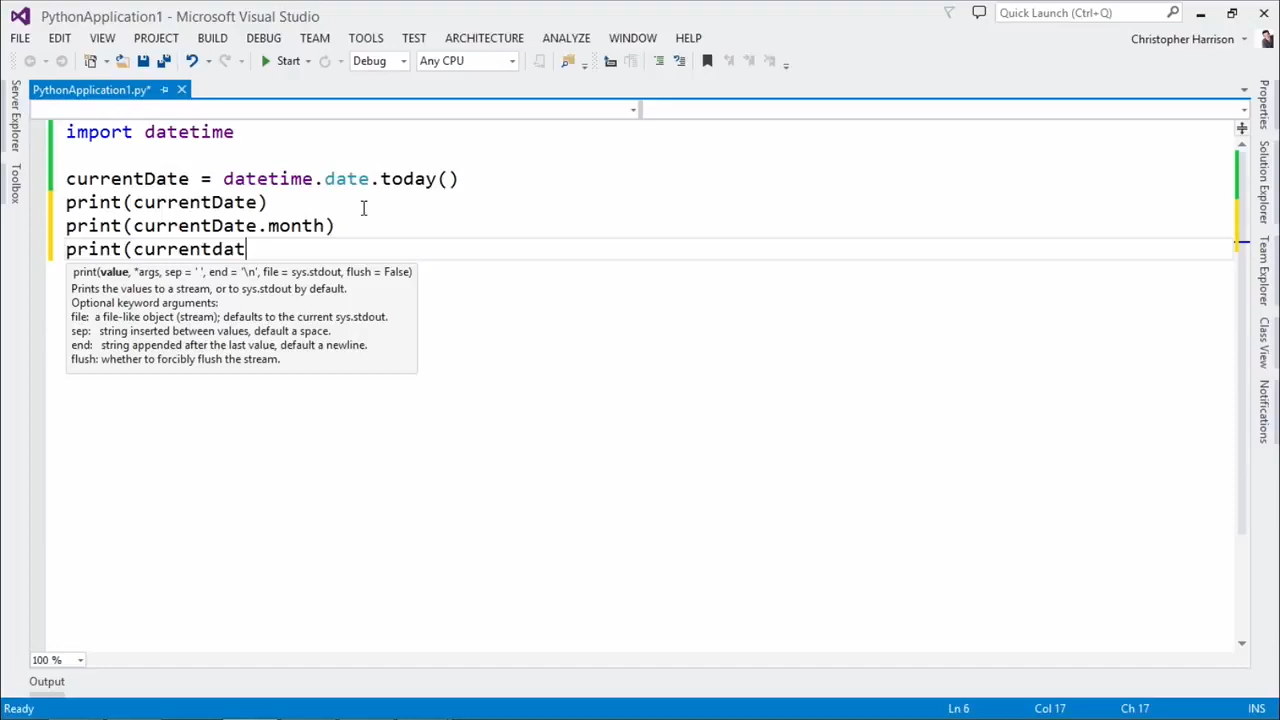 PythonApplication1 - Microsoft Visual Studio
Quick Launch (Ctrl+Q)
FILE EDIT VIEW PROJECT BUILD DEBUG TEAM TOOLS TEST ARCHITECTURE ANALYZE WINDOW HELP
Christopher Harrison
Start Debug Any CPU
PythonApplication1.py*
Server Explorer
Toolbox
import datetime
currentDate = datetime.date.today()
print(currentDate)
print(currentDate.month)
print(currentdat
print(value, *args, sep = ' ', end = '\n', file = sys.stdout, flush = False)
Prints the values to a stream, or to sys.stdout by default.
Optional keyword arguments:
file: a file-like object (stream); defaults to the current sys.stdout.
sep: string inserted between values, default a space.
end: string appended after the last value, default a newline.
flush: whether to forcibly flush the stream.
Properties
Solution Explorer
Team Explorer
Class View
Notifications
100 %
Output
Ready
Ln 6 Col 17 Ch 17 INS